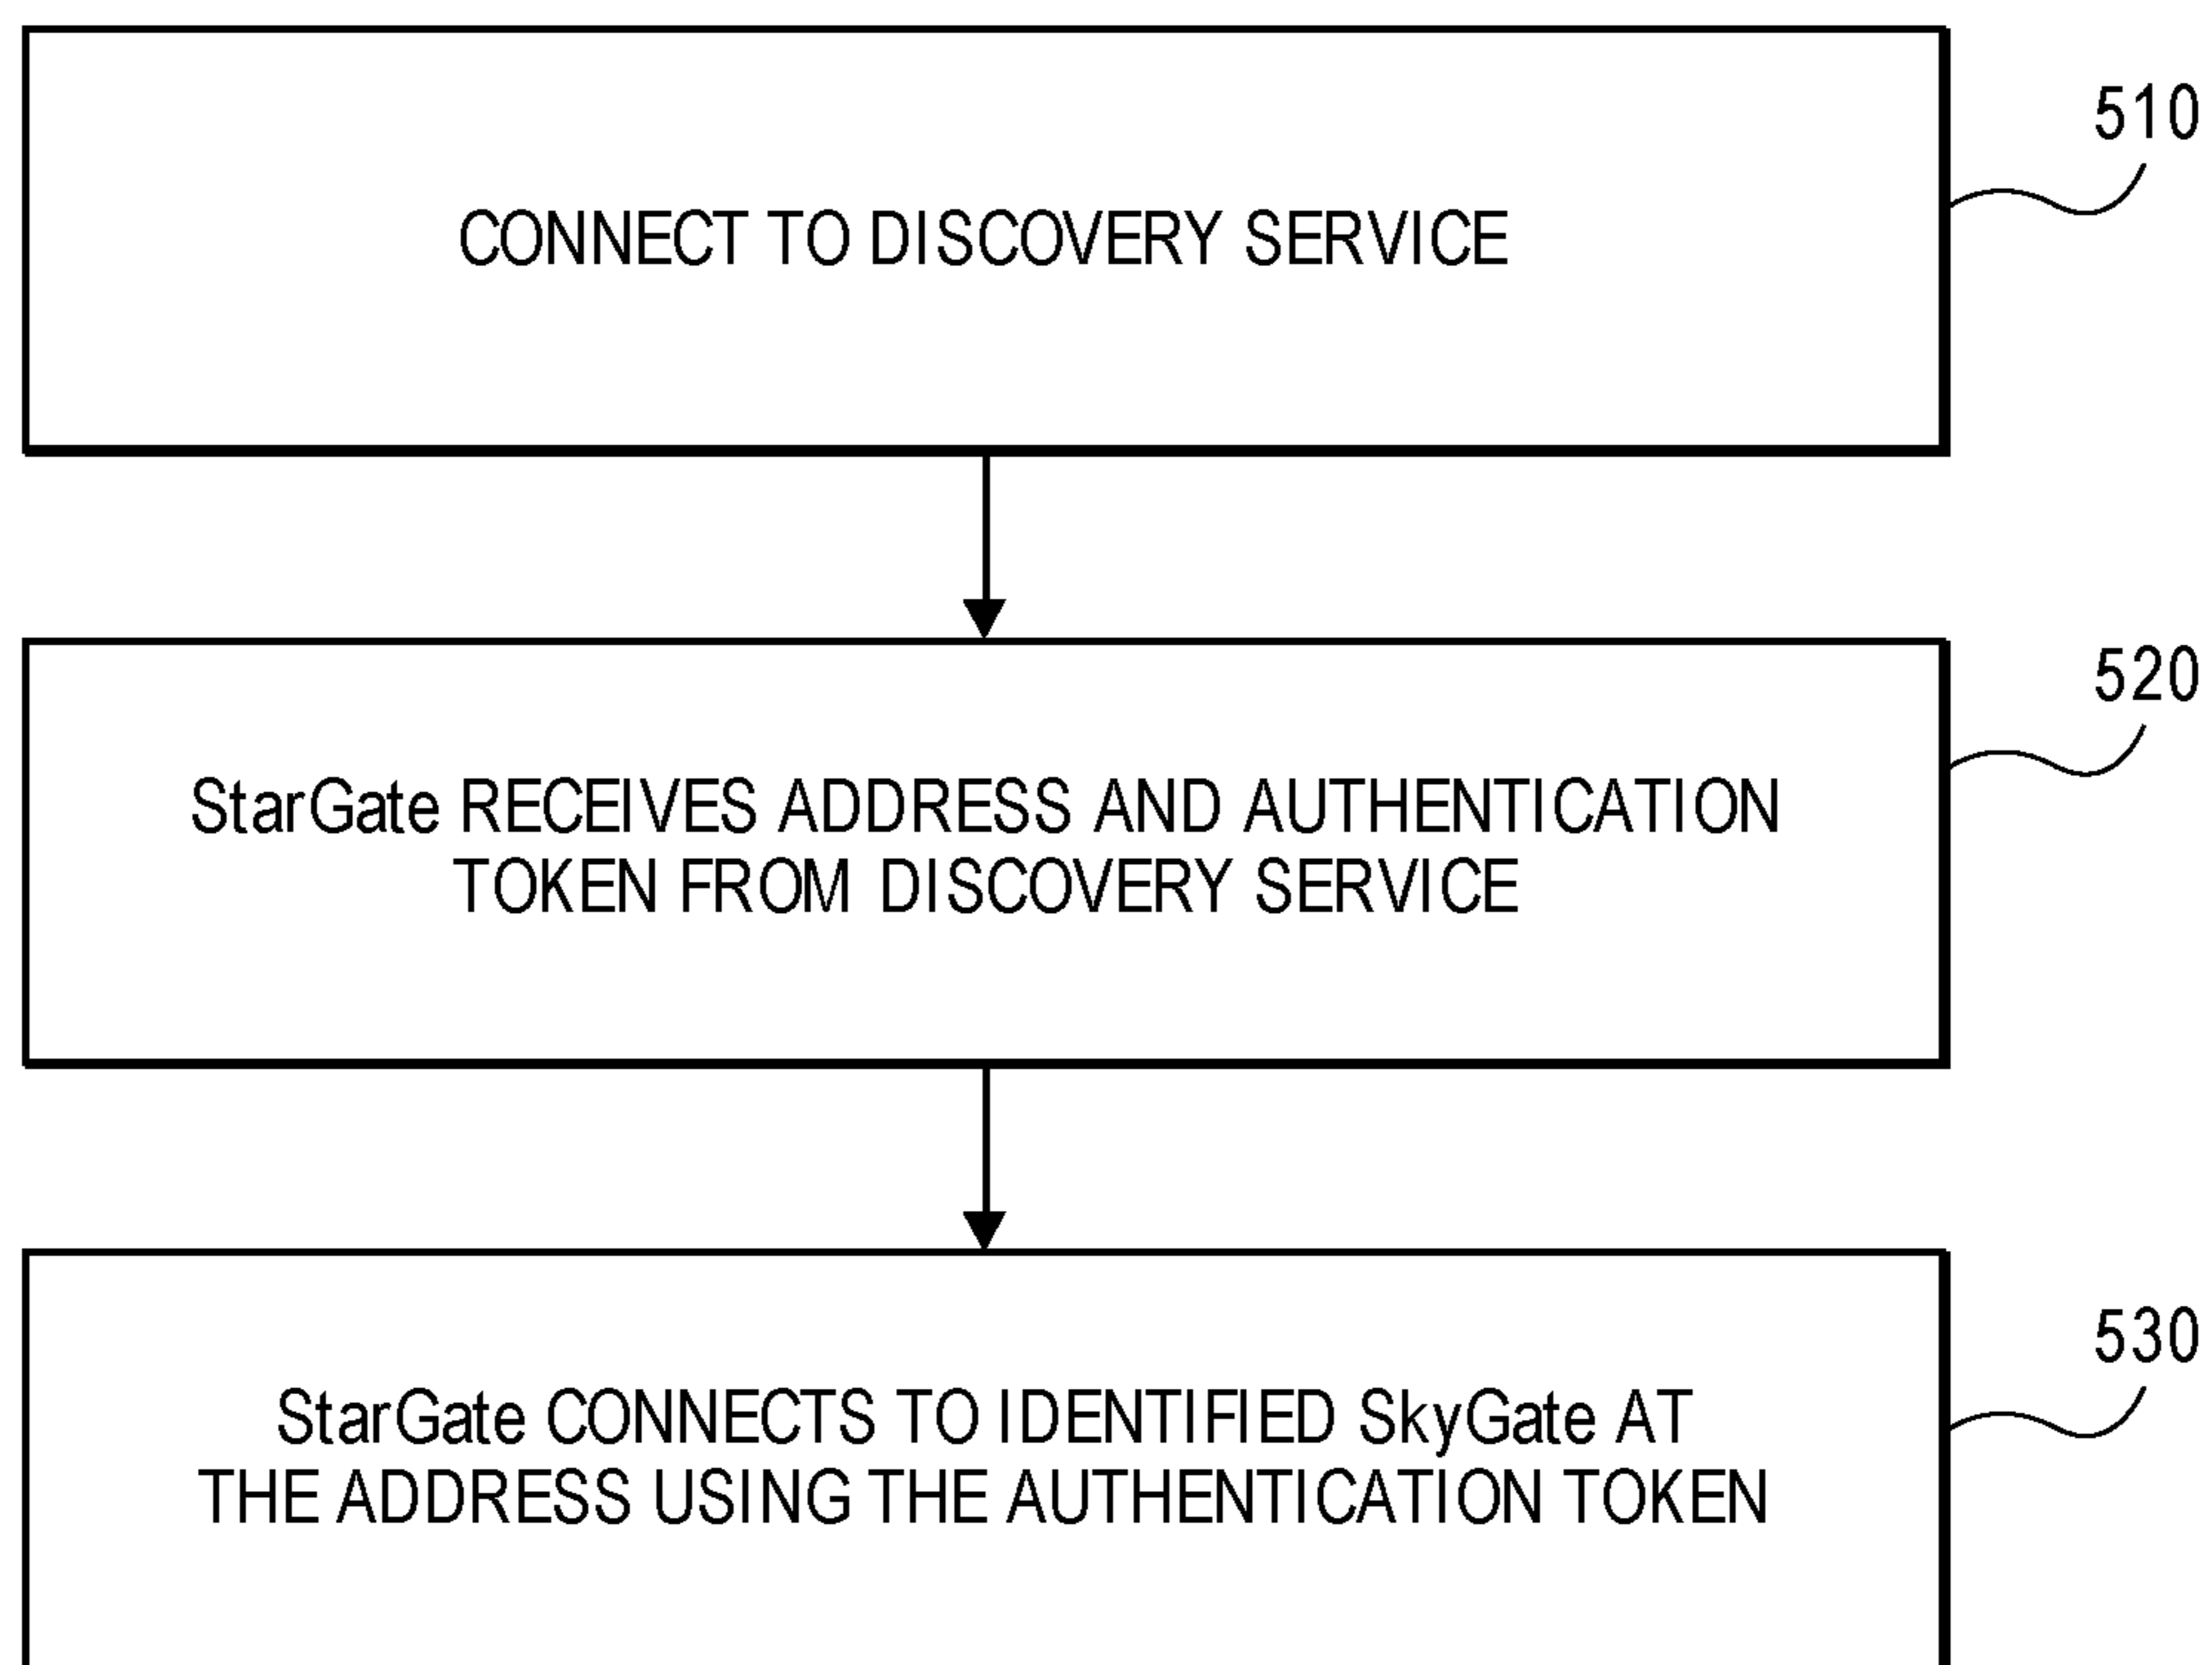 510
CONNECT TO DISCOVERY SERVICE
520
StarGate RECEIVES ADDRESS AND AUTHENTICATION
TOKEN FROM DISCOVERY SERVICE
530
StarGate CONNECTS TO IDENTIFIED SkyGate AT
THE ADDRESS USING THE AUTHENTICATION TOKEN